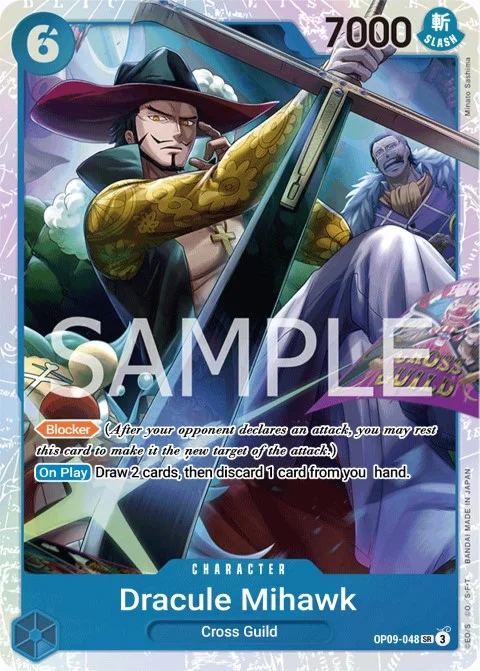 6
7000
斬
SLASH
Minato Sashima
SAMPLE
CROSS
GUILD
Blocker (After your opponent declares an attack, you may rest
this card to make it the new target of the attack.)
On Play Draw 2 cards, then discard 1 card from you hand.
CHARACTER
Dracule Mihawk
Cross Guild
©E.O/S ©O./S·F·T· BANDAI MADE IN JAPAN
OP09-048 SR 3